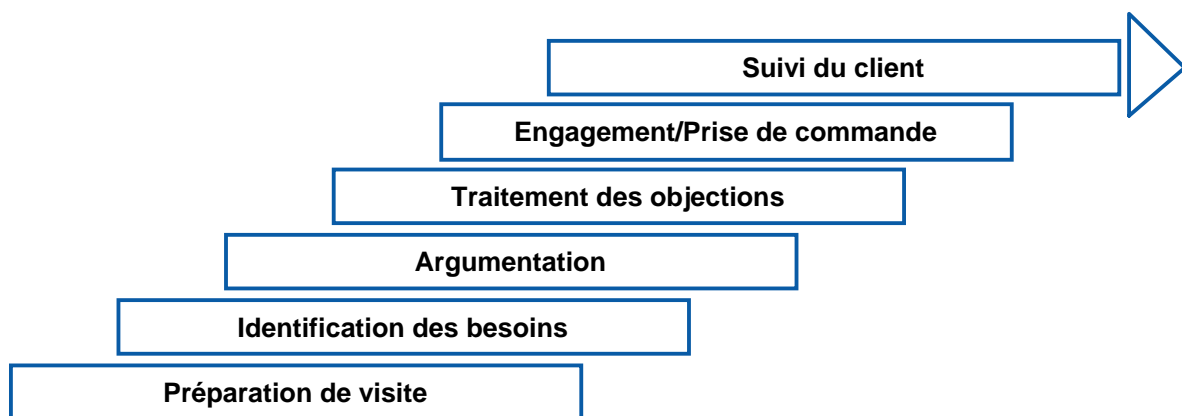 Suivi du client
Engagement/Prise de commande
Traitement des objections
Argumentation
Identification des besoins
Préparation de visite